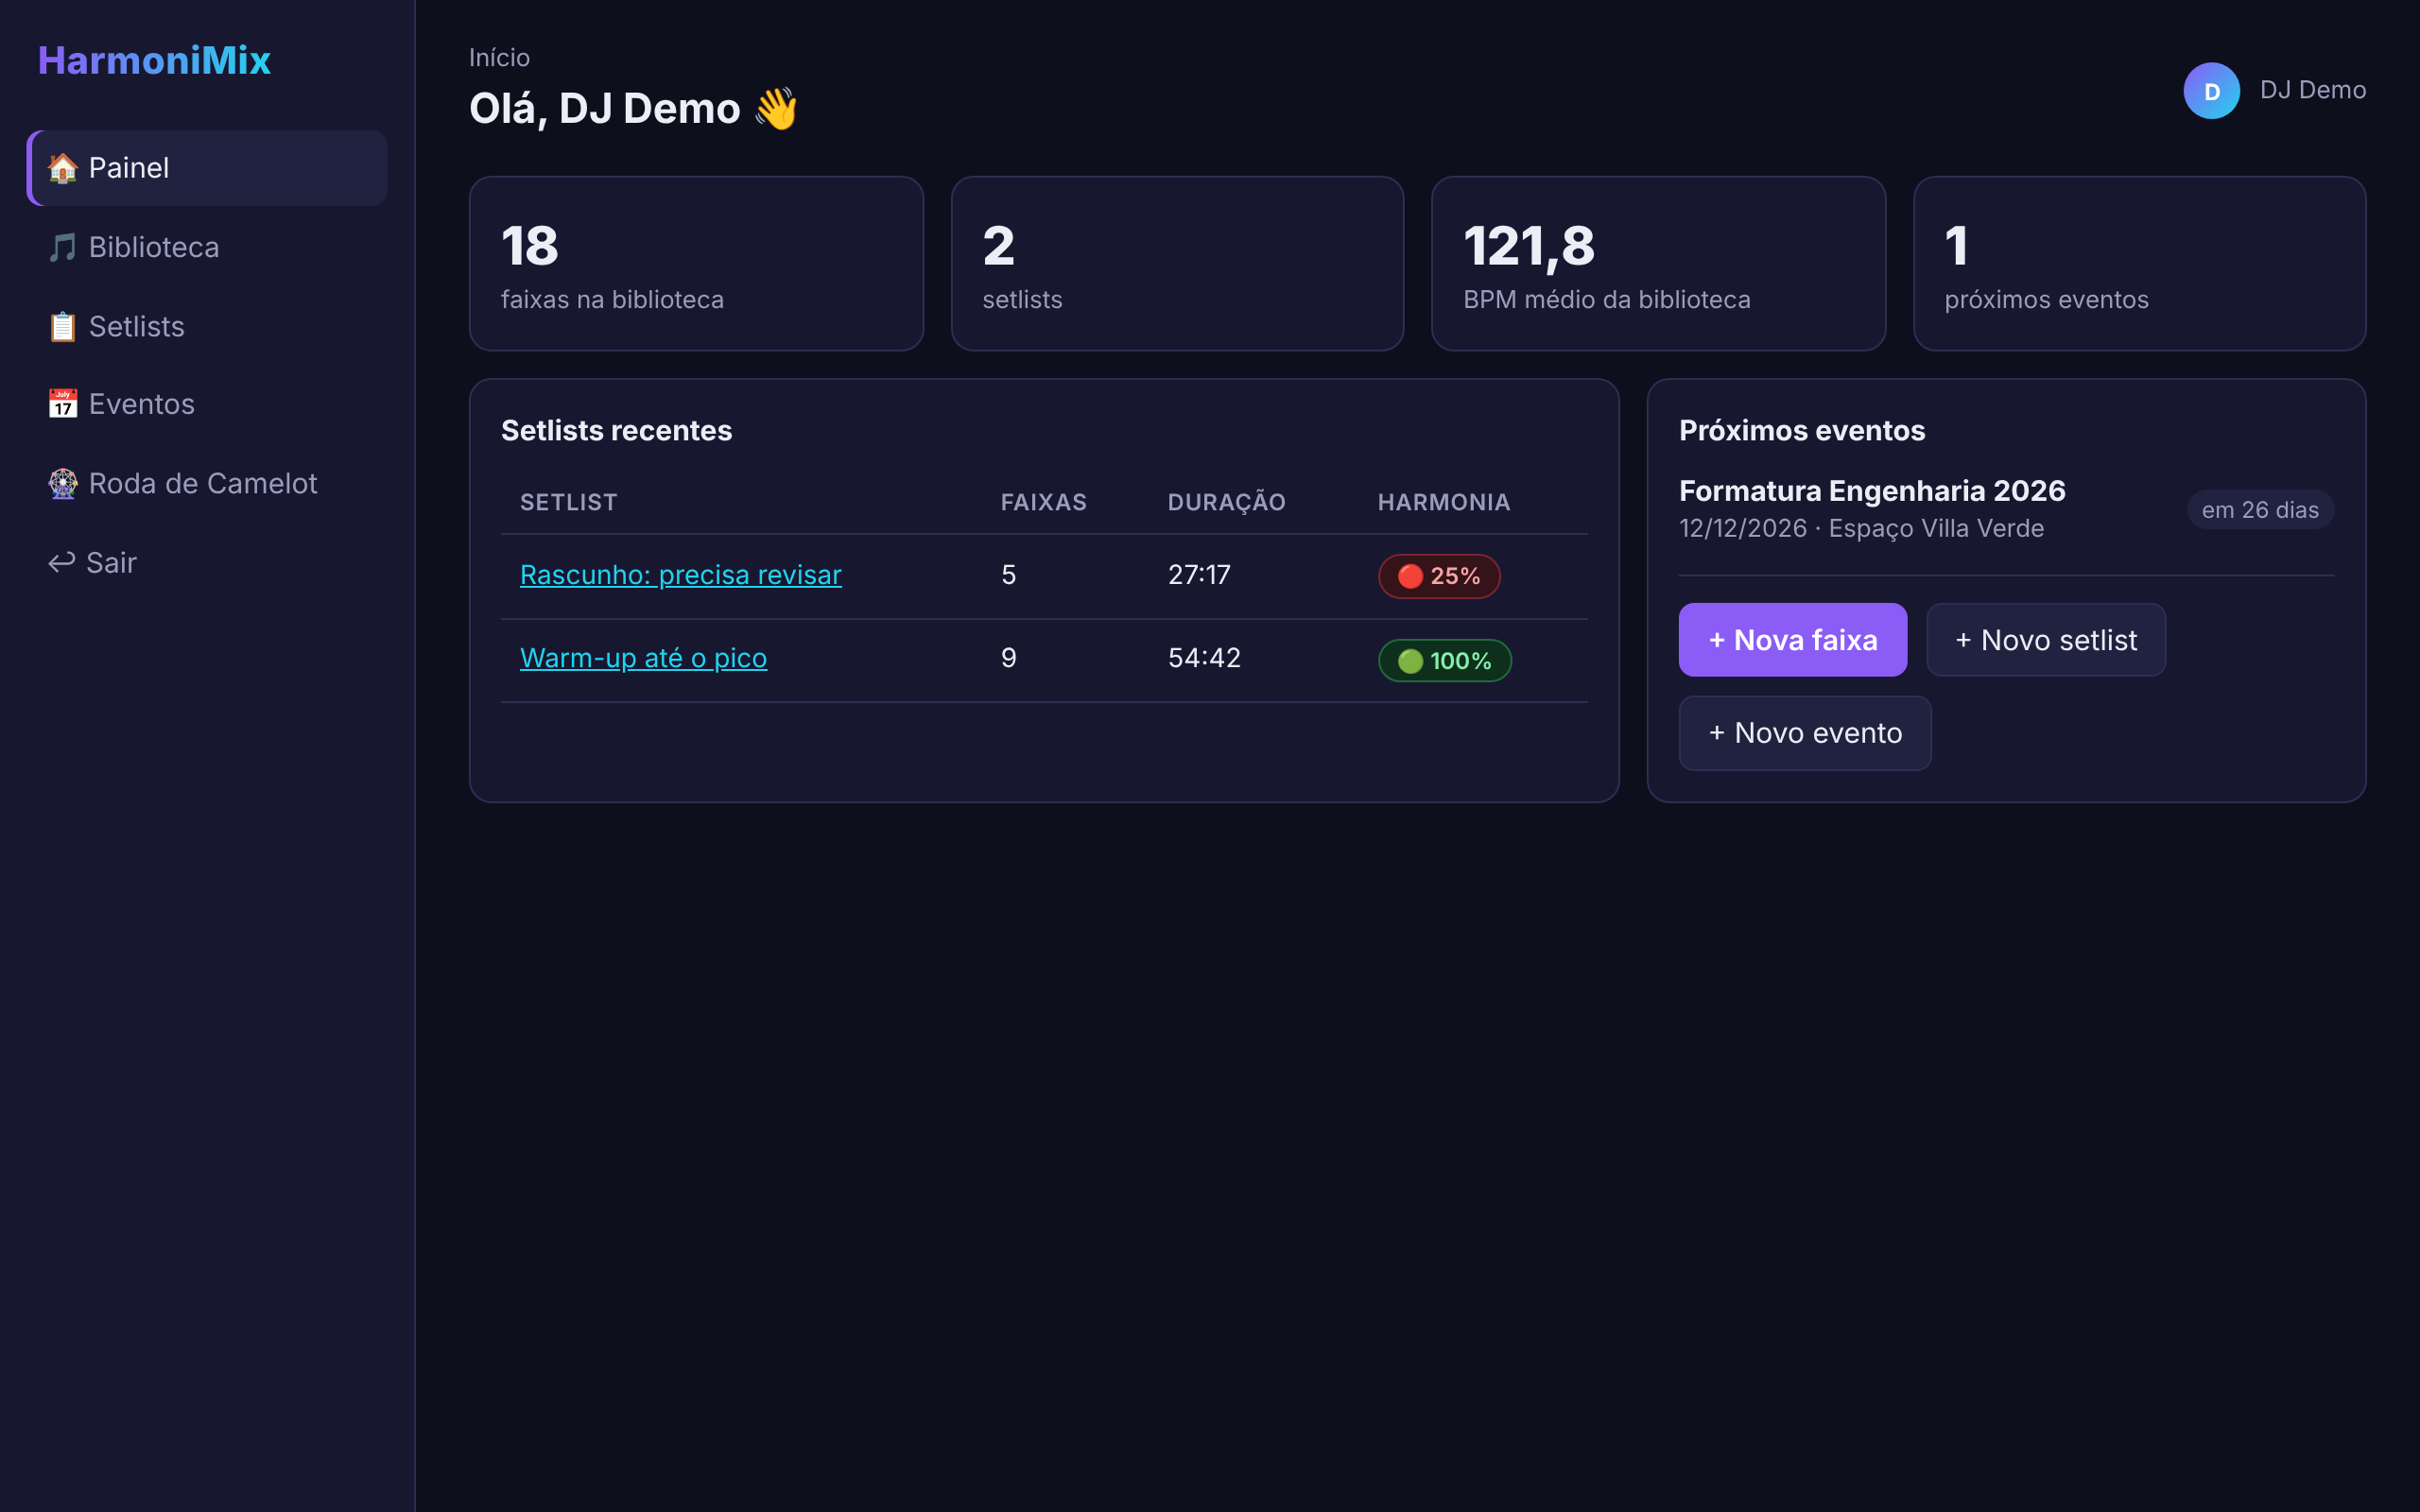 HarmoniMix
🏠 Painel
🎵 Biblioteca
📋 Setlists
📅 Eventos
🎡 Roda de Camelot
↩ Sair
Início
Olá, DJ Demo 👋
D
DJ Demo
18
faixas na biblioteca
2
setlists
121,8
BPM médio da biblioteca
1
próximos eventos
Setlists recentes
SETLIST FAIXAS DURAÇÃO HARMONIA
Rascunho: precisa revisar 5 27:17 🔴 25%
Warm-up até o pico 9 54:42 🟢 100%
Próximos eventos
Formatura Engenharia 2026
12/12/2026 · Espaço Villa Verde
em 26 dias
+ Nova faixa
+ Novo setlist
+ Novo evento